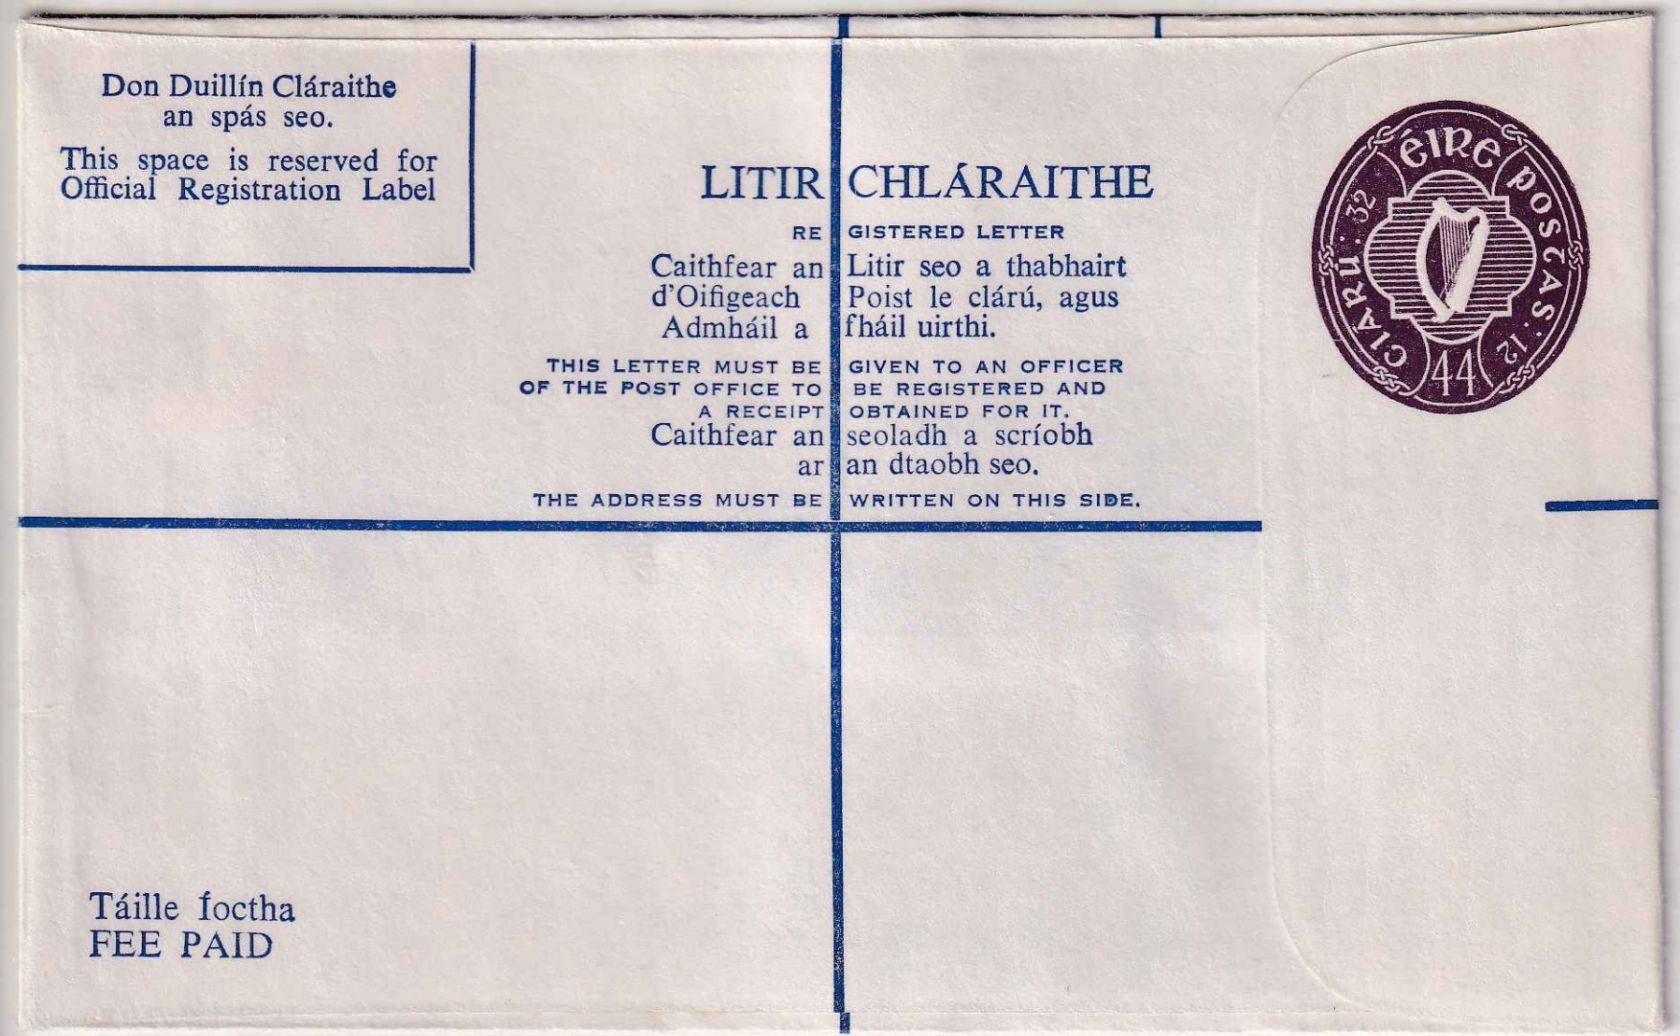 Don Duillín Cláraithe
an spás seo.
This space is reserved for
Official Registration Label
LITIR CHLÁRAITHE
REGISTERED LETTER
Caithfear an Litir seo a thabhairt
d'Oifigeach Poist le clárú, agus
Admháil a fháil uirthi.
THIS LETTER MUST BE GIVEN TO AN OFFICER
OF THE POST OFFICE TO BE REGISTERED AND
A RECEIPT OBTAINED FOR IT.
Caithfear an seoladh a scríobh
ar an dtaobh seo.
THE ADDRESS MUST BE WRITTEN ON THIS SIDE.
éire
postas: 12
clárú: 32
44
Táille íoctha
FEE PAID